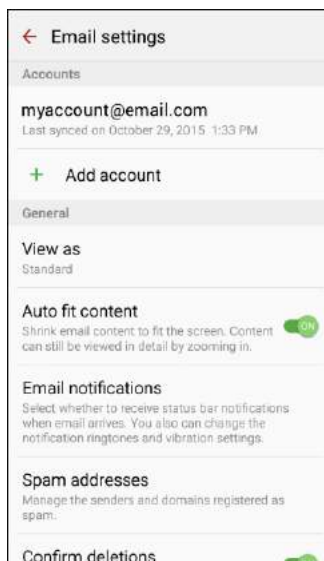 Email settings
Accounts
myaccount@email.com
Last synced on October 29, 2015 1:33 PM
+ Add account
General
View as
Standard
Auto fit content
Shrink email content to fit the screen. Content
can still be viewed in detail by zooming in.
ON
Email notifications
Select whether to receive status bar notifications
when email arrives. You also can change the
notification ringtones and vibration settings.
Spam addresses
Manage the senders and domains registered as
spam.
Confirm deletions